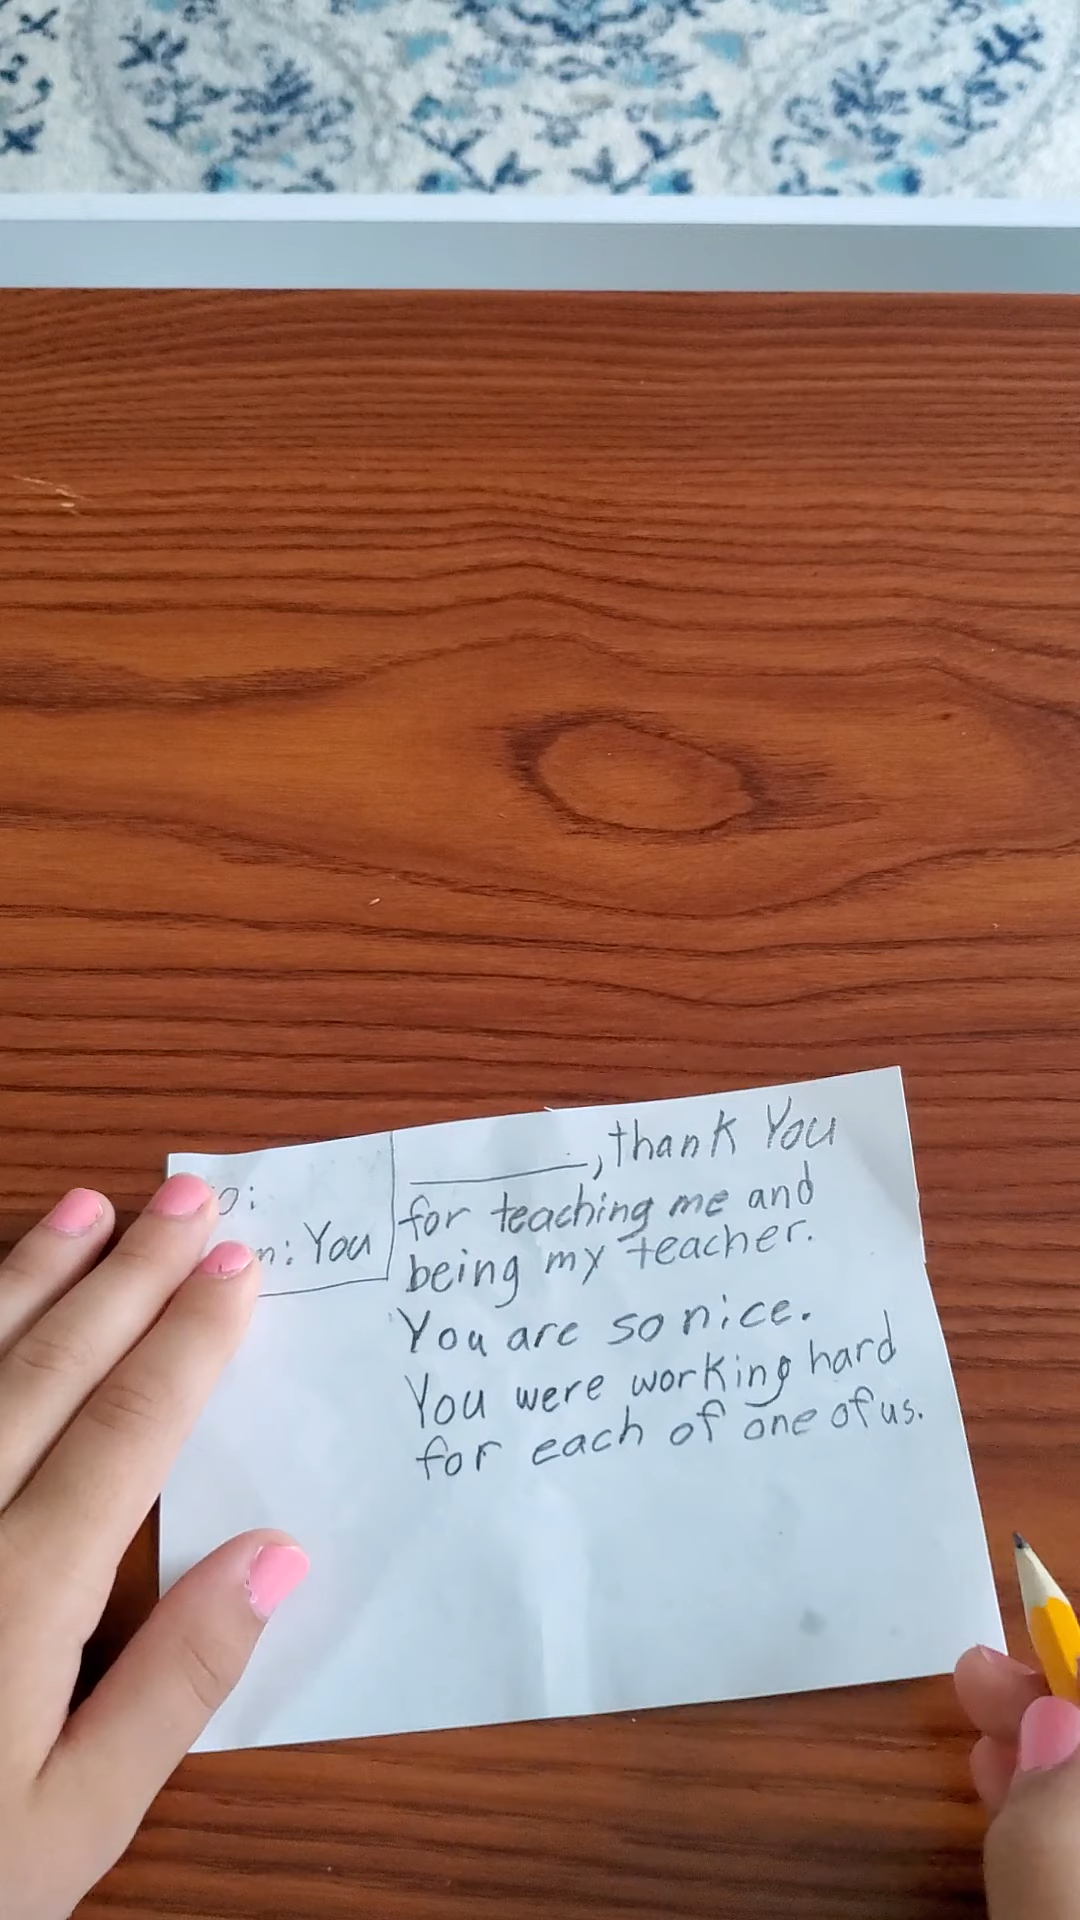 o:
m: You
________, thank You
for teaching me and
being my teacher.
You are so nice.
You were working hard
for each of one of us.